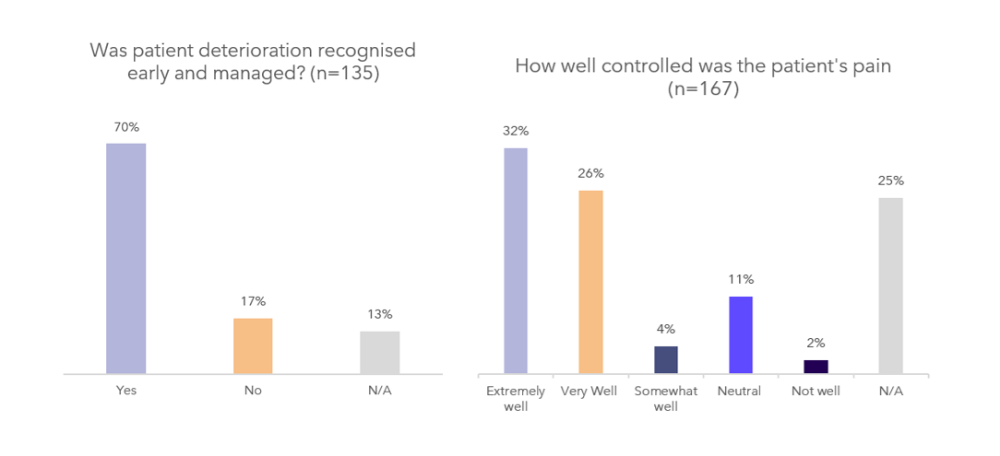 Was patient deterioration recognised
early and managed? (n=135)
70%
17%
13%
Yes
No
N/A
How well controlled was the patient's pain
(n=167)
32%
26%
4%
11%
2%
25%
Extremely
well
Very Well
Somewhat
well
Neutral
Not well
N/A